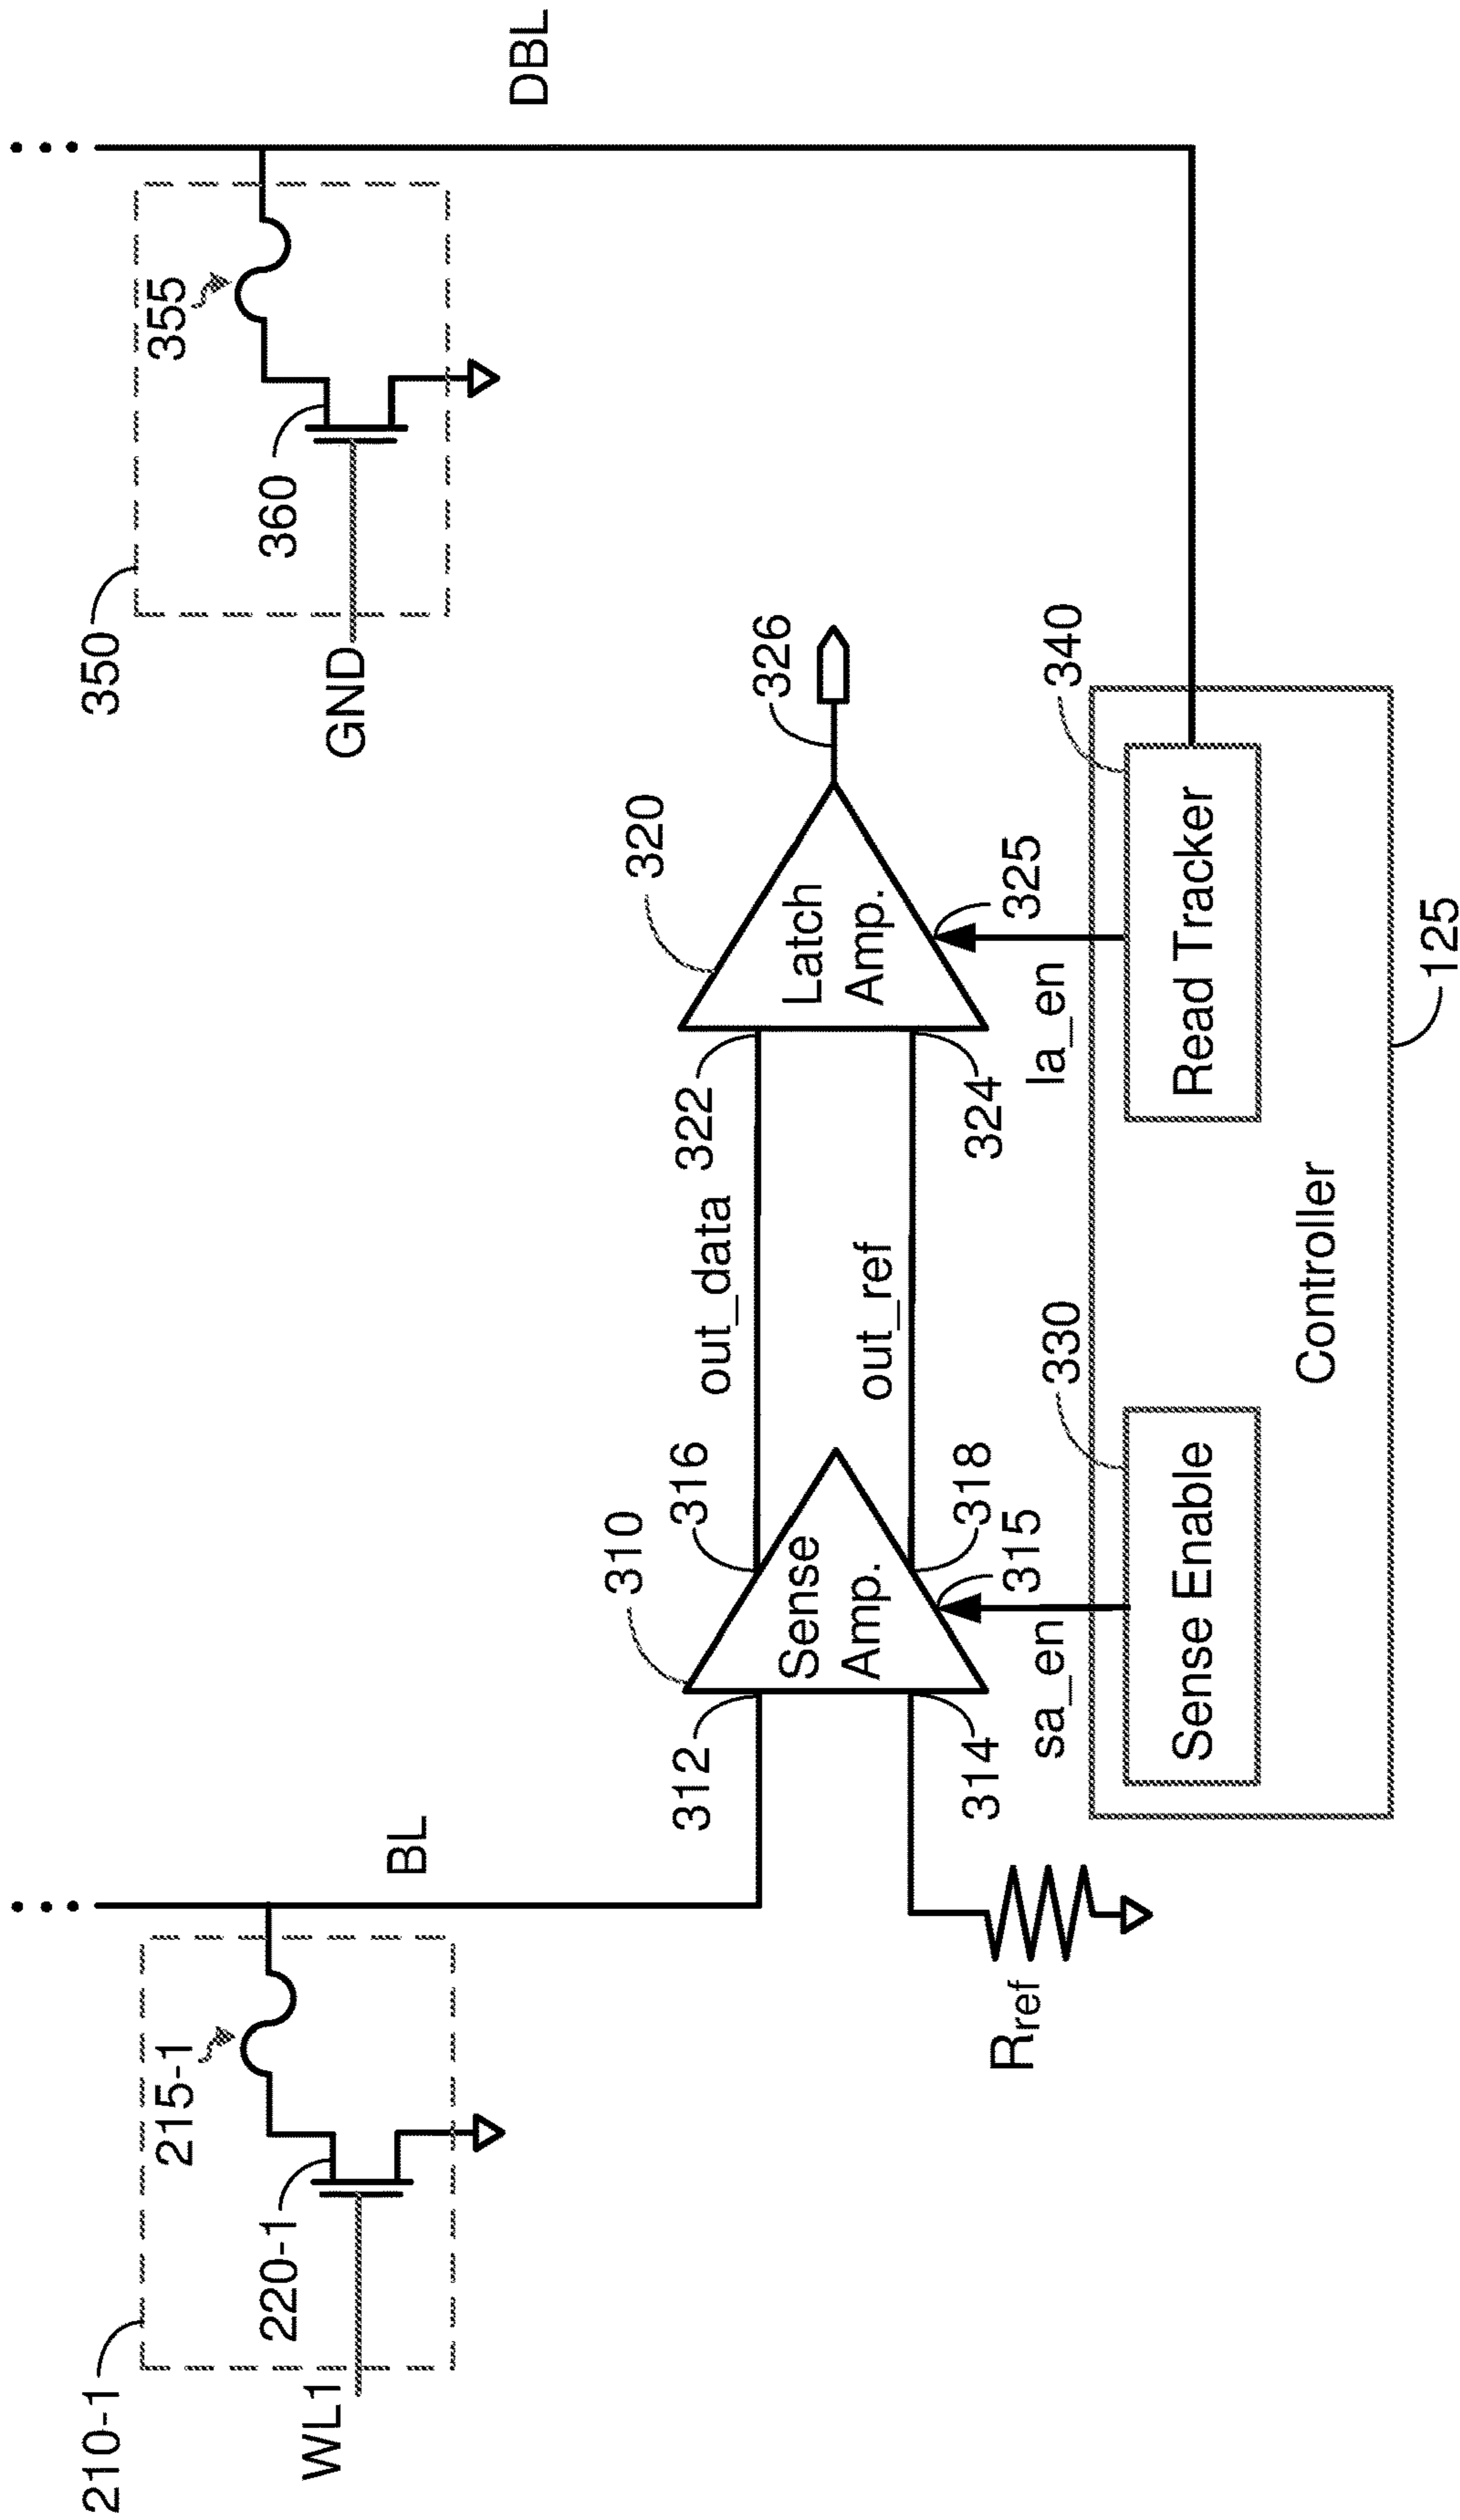 210-1
215-1
220-1
WL1
BL
350
355
360
GND
DBL
310
312
316
Sense
Amp.
314
318
315
sa_en
Rref
out_data
out_ref
320
322
Latch
Amp.
324
325
326
la_en
330
Sense Enable
340
Read Tracker
Controller
125